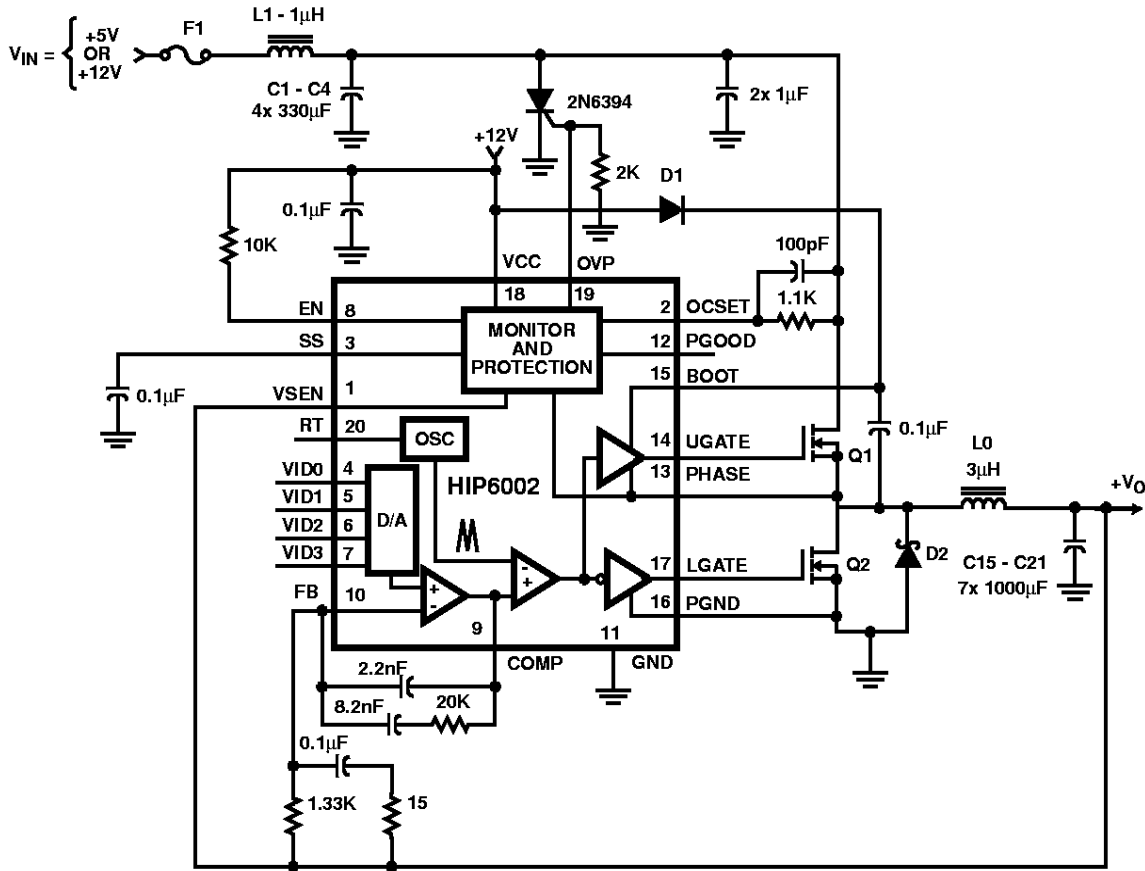 L1 - 1μH
F1
VIN =
+5V
OR
+12V
C1 - C4
4x 330μF
2N6394
2x 1μF
+12V
2K
D1
0.1μF
10K
100pF
VCC
OVP
18
19
1.1K
EN
8
2
OCSET
MONITOR
AND
PROTECTION
SS
3
12
PGOOD
15
BOOT
0.1μF
VSEN
1
RT
20
OSC
14
UGATE
Q1
0.1μF
13
PHASE
L0
3μH
+VO
VID0
4
HIP6002
VID1
5
D/A
VID2
6
VID3
7
17
LGATE
Q2
D2
C15 - C21
7x 1000μF
+
-
-
+
FB
10
16
PGND
9
11
COMP
GND
2.2nF
8.2nF
20K
0.1μF
1.33K
15